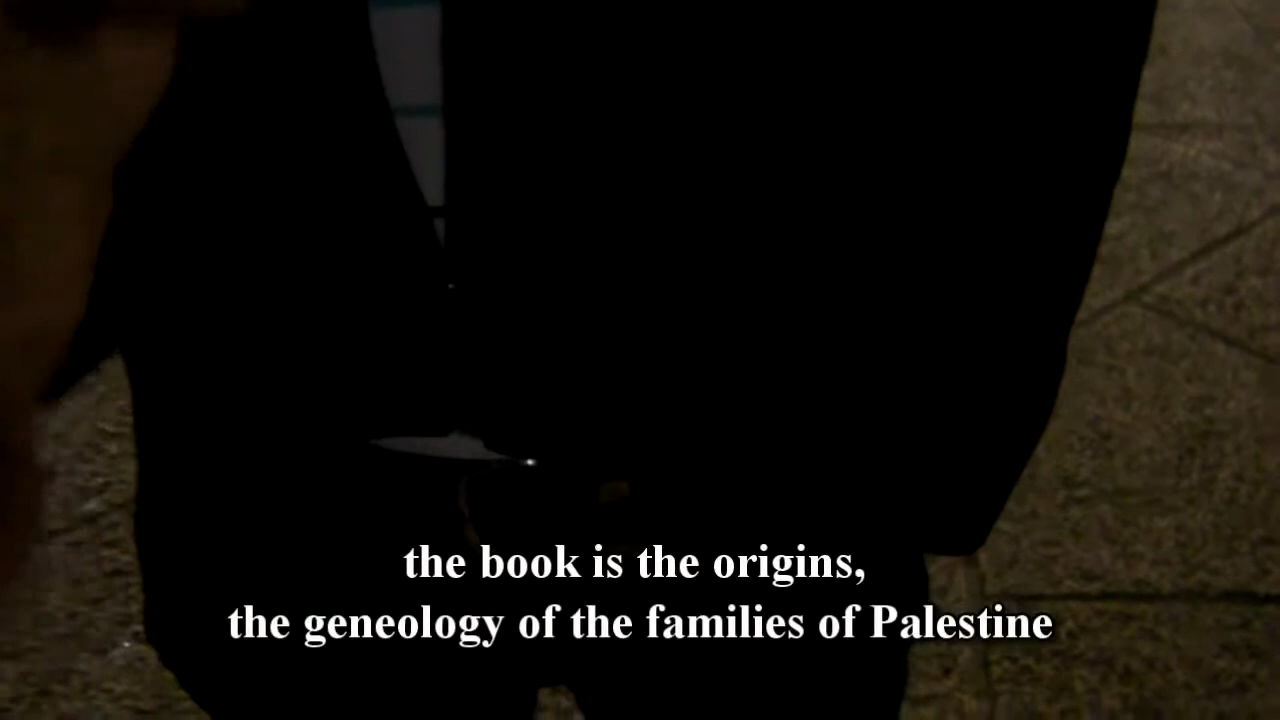 the book is the origins,
the geneology of the families of Palestine